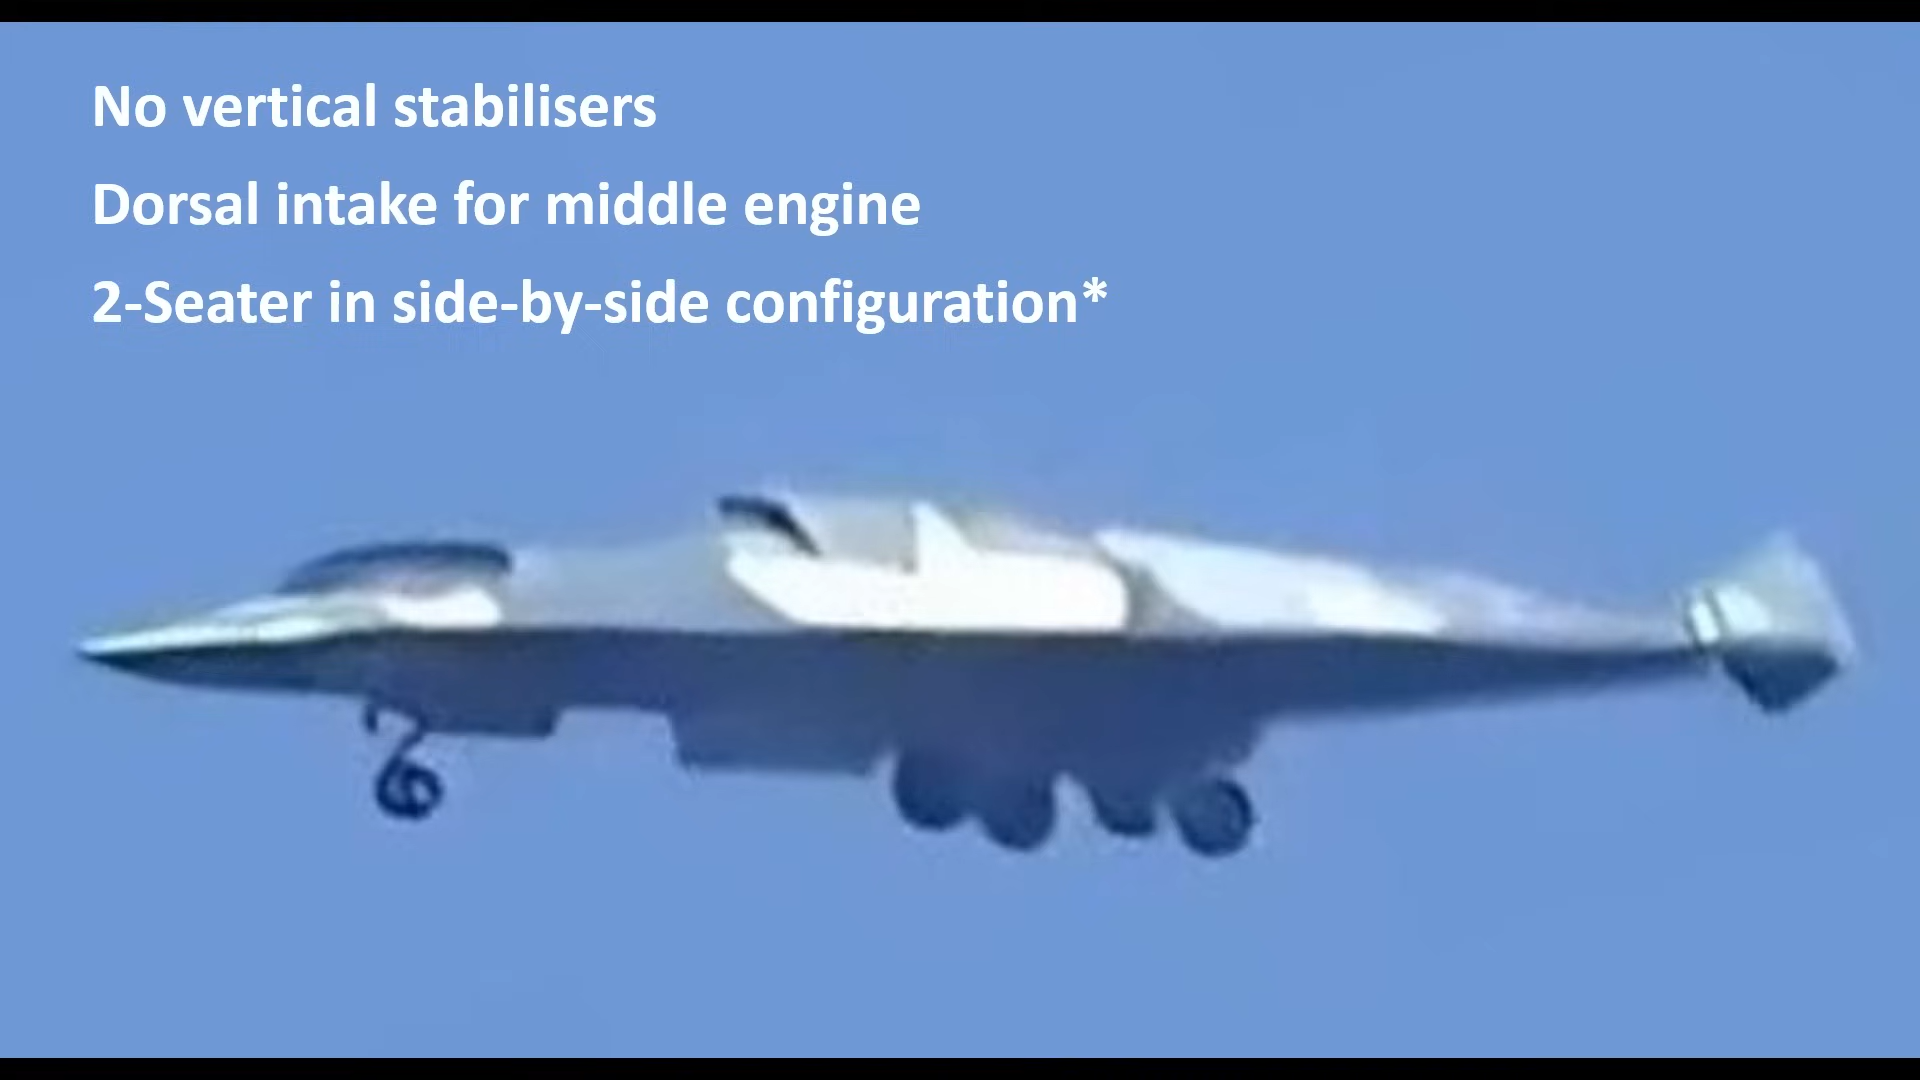 No vertical stabilisers
Dorsal intake for middle engine
2-Seater in side-by-side configuration*